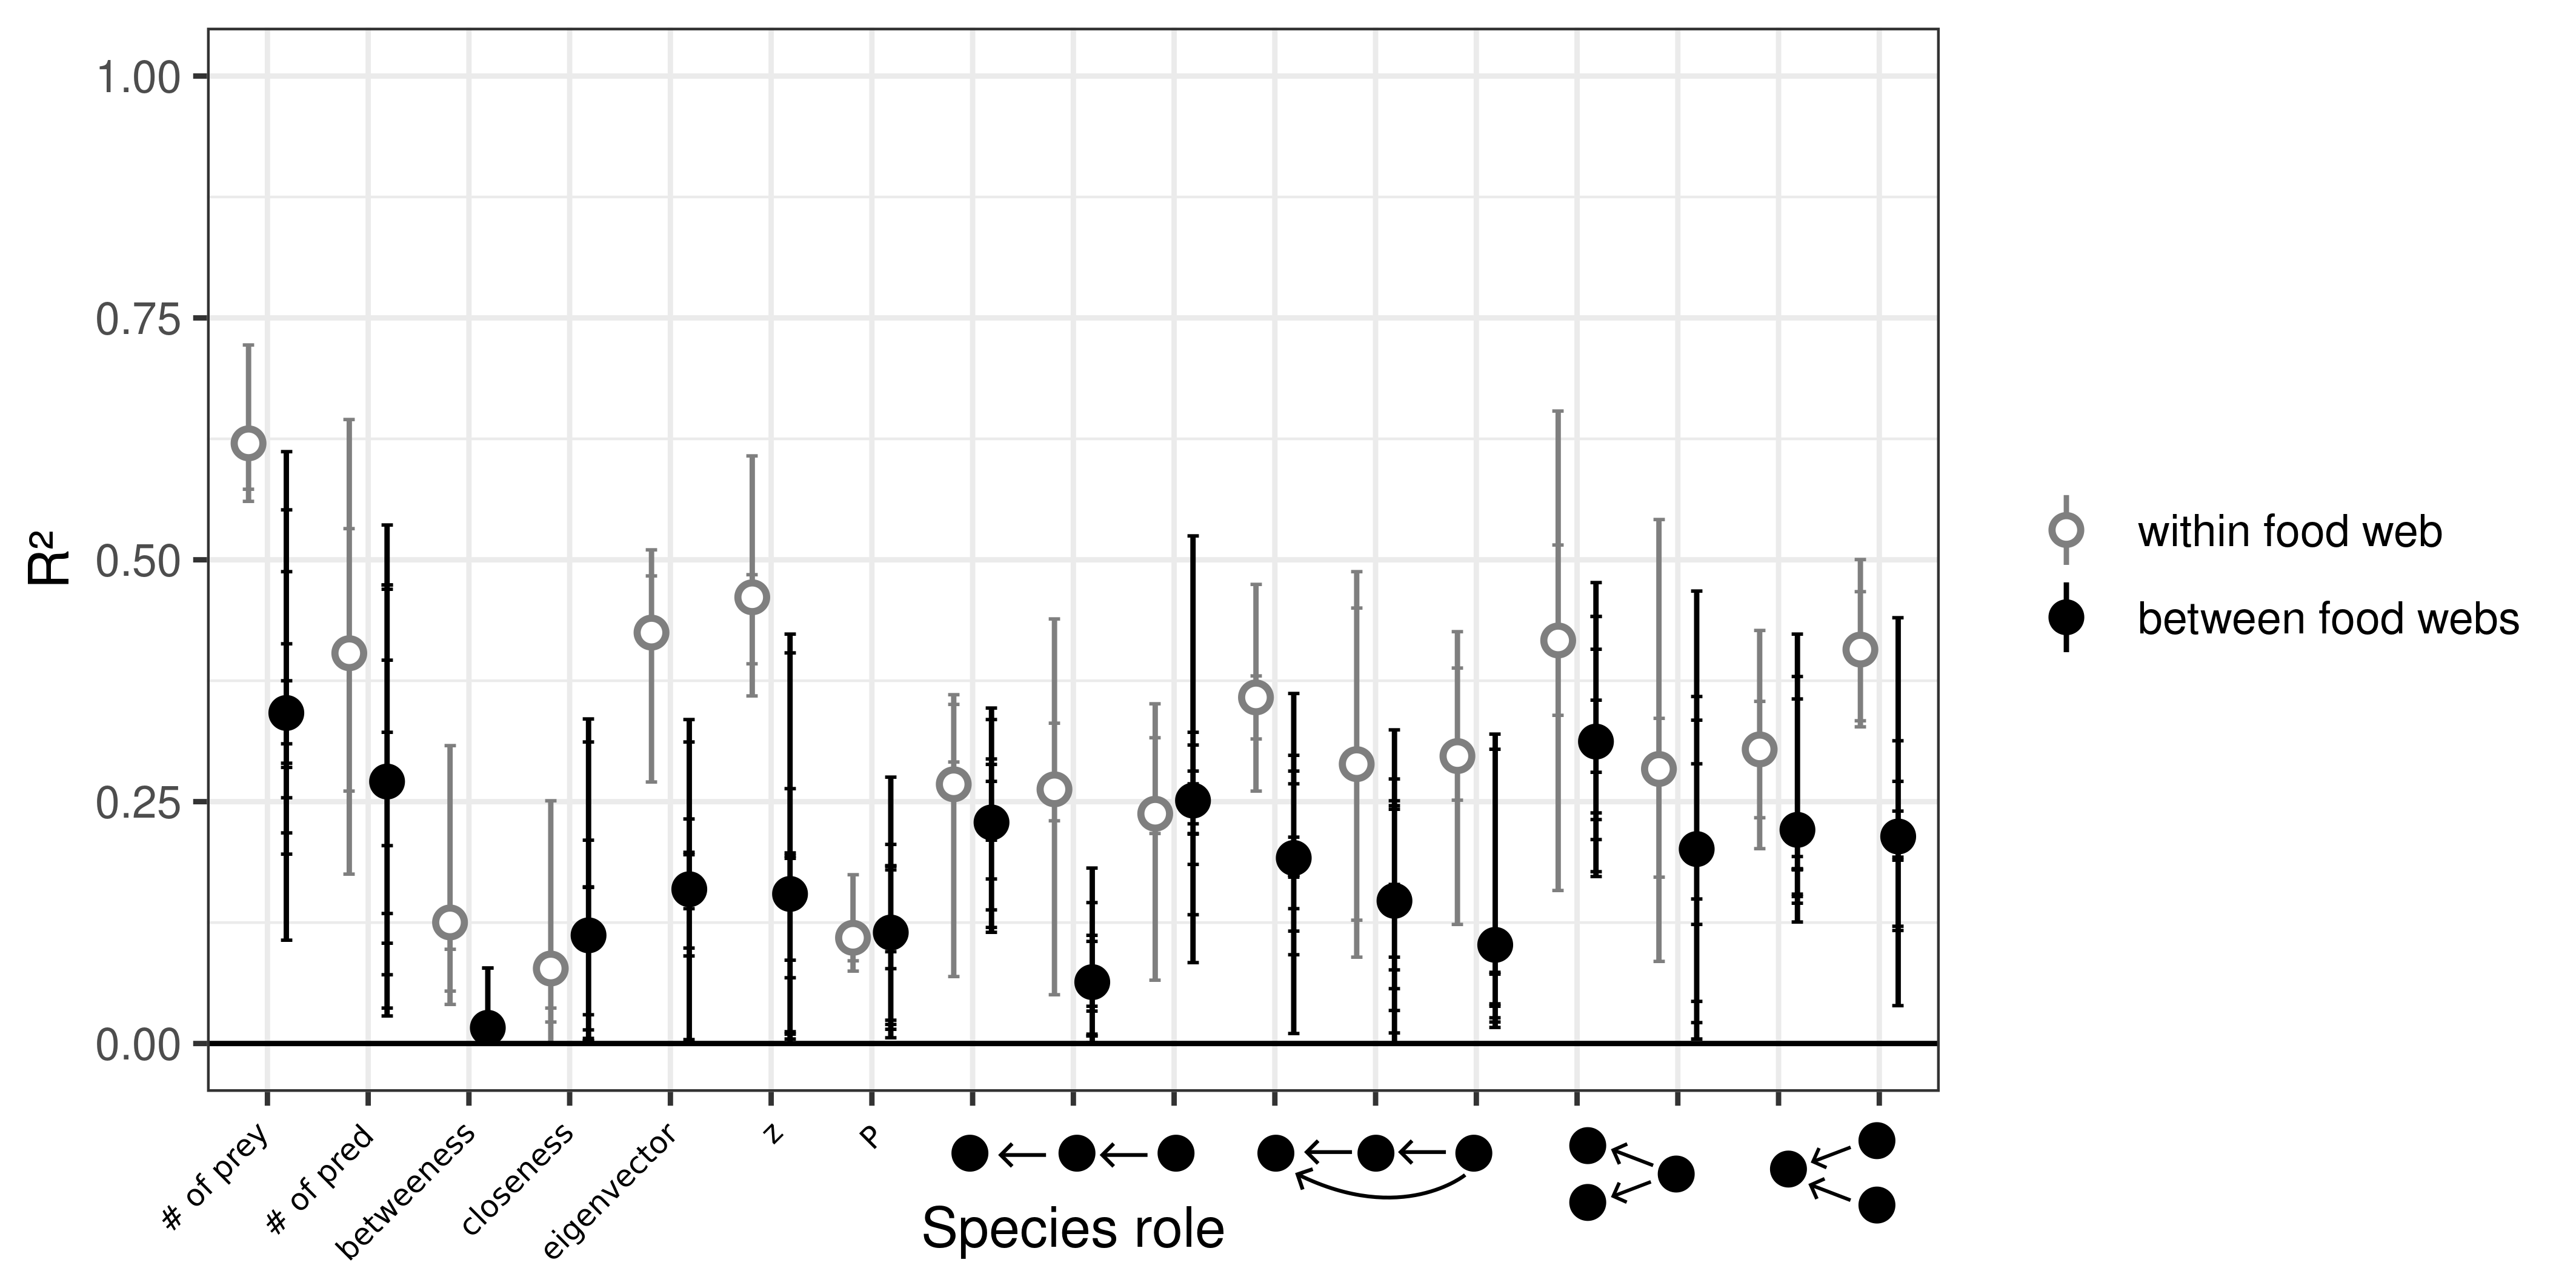 1.00
0.75
0.50
0.25
0.00
R²
# of prey
# of pred
betweeness
closeness
eigenvector
z
P
Species role
within food web
between food webs